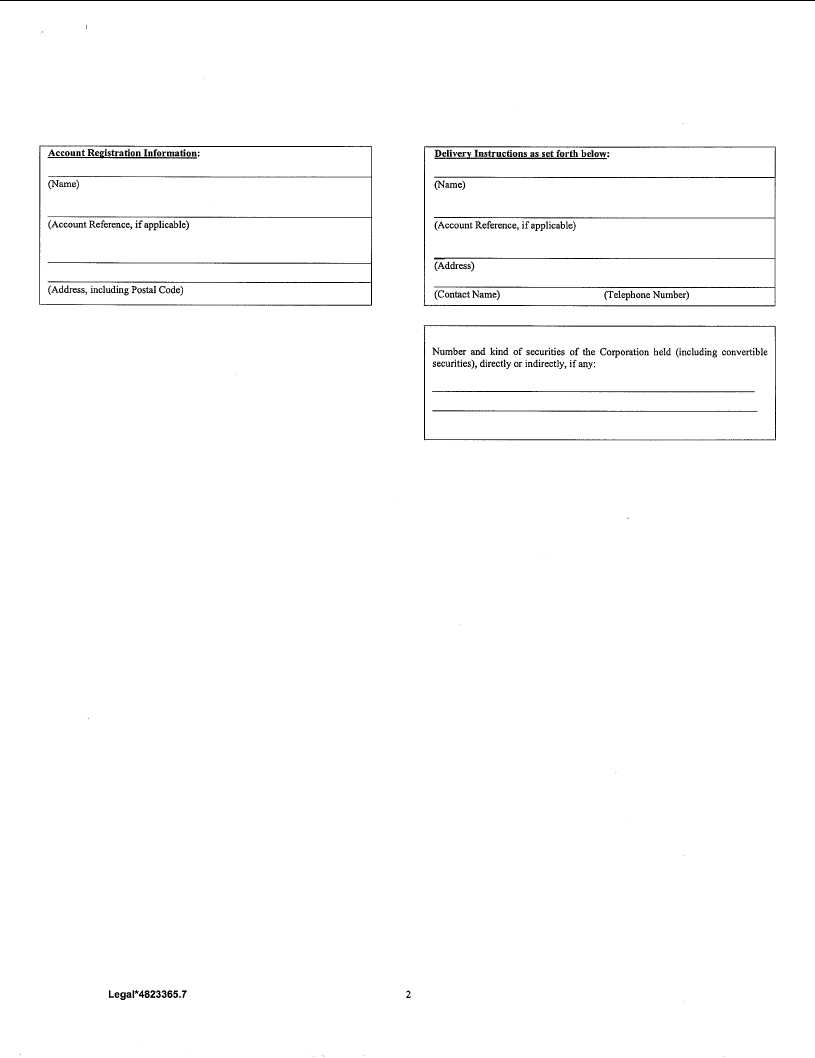 Account Registration Information:
(Name)
(Account Reference, if applicable)
(Address, including Postal Code)
Delivery Instructions as set forth below:
(Name)
(Account Reference, if applicable)
(Address)
(Contact Name) (Telephone Number)
Number and kind of securities of the Corporation held (including convertible
securities), directly or indirectly, if any:
Legal*4823365.7 2